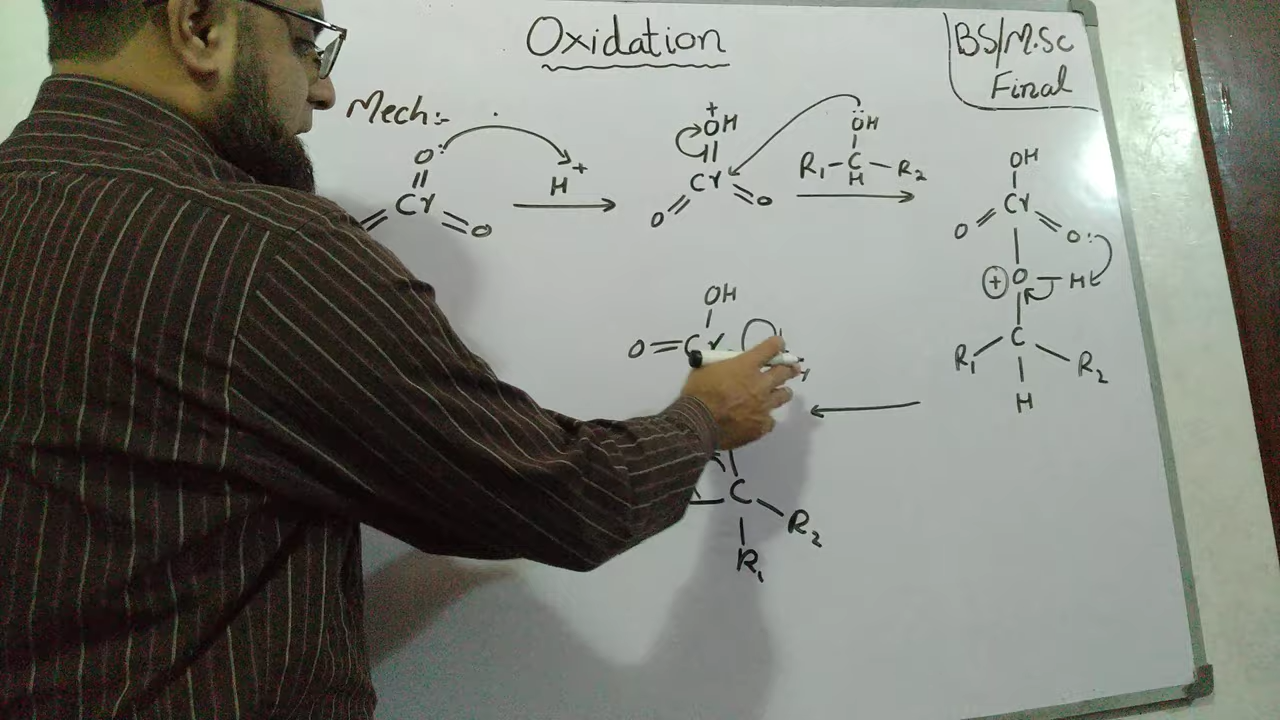 Oxidation
BS/M.Sc
Final
Mech:-
O:
Cr
O
H+
+
OH
Cr
O
O
:OH
R1-C-R2
H
OH
Cr
O
O:
+ O-H
C
R1
R2
H
OH
O=Cr
C
R2
R1